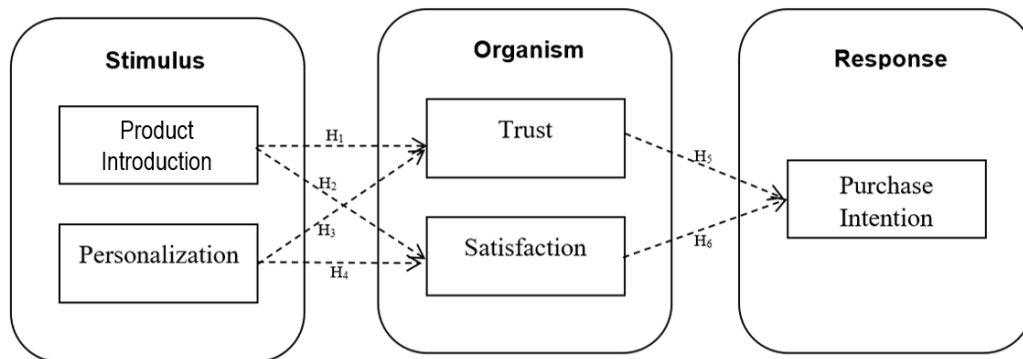 Stimulus
Product
Introduction
Personalization
H₁
H₂
H₃
H₄
Organism
Trust
Satisfaction
H₅
H₆
Response
Purchase
Intention